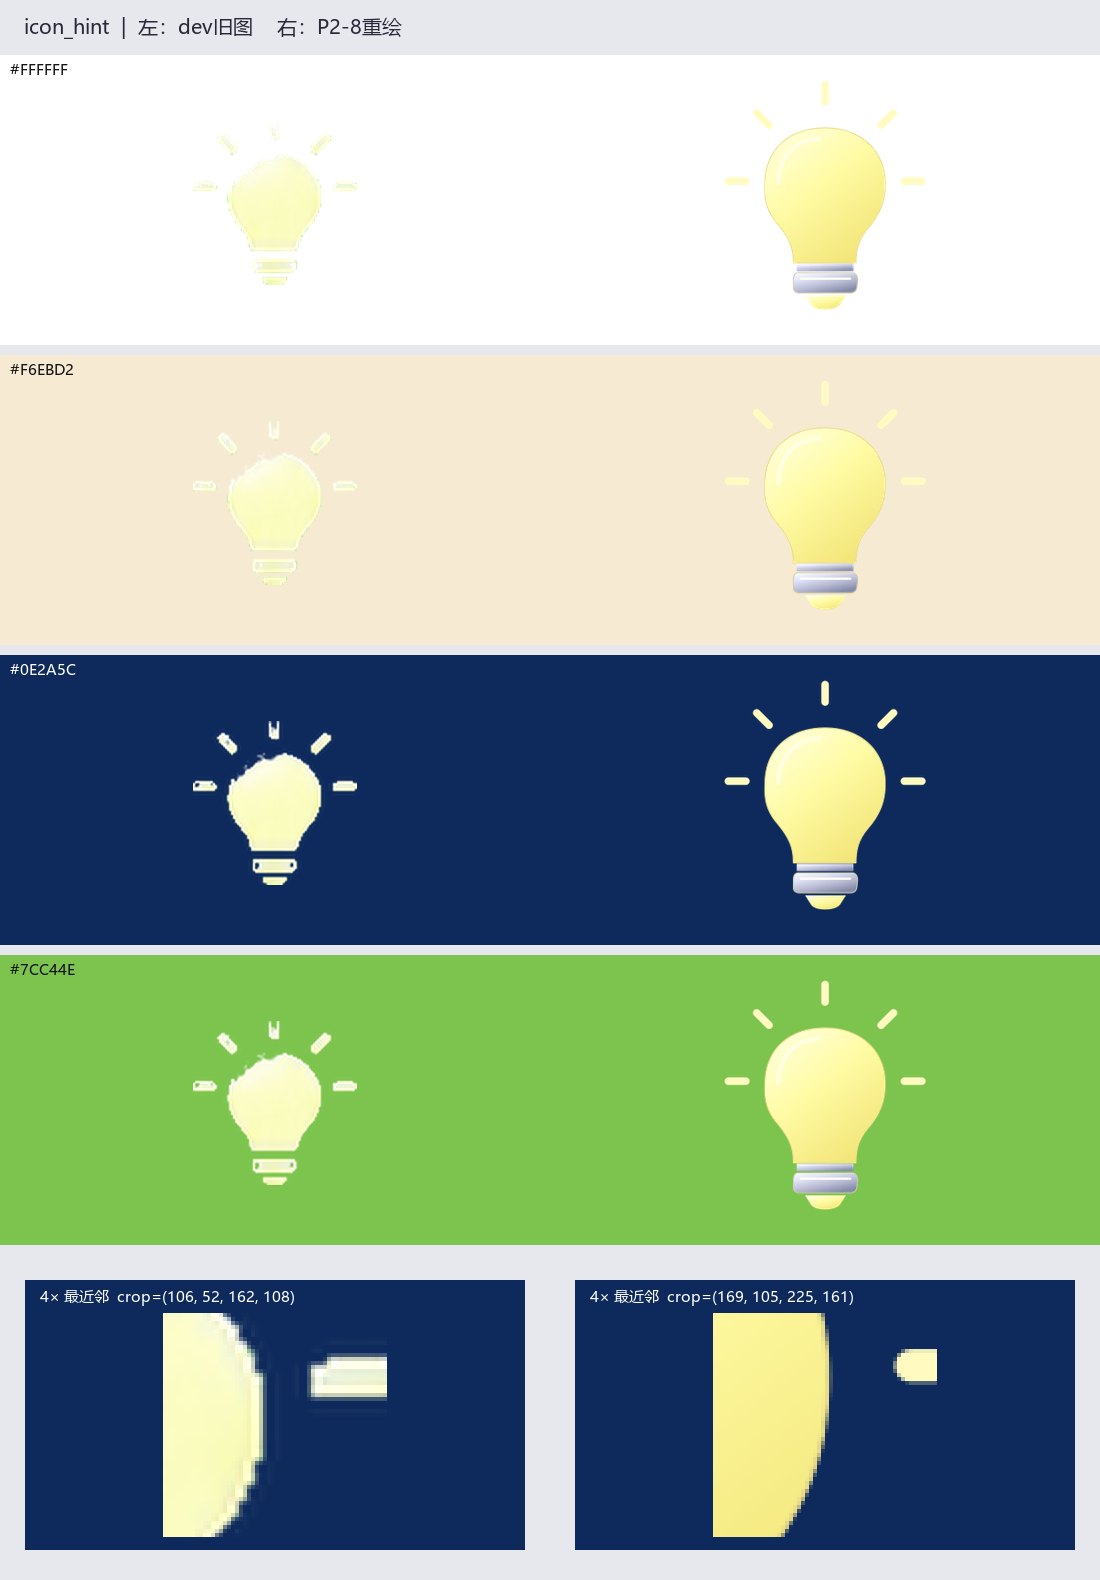 icon_hint | 左：dev旧图 右：P2-8重绘
#FFFFFF
#F6EBD2
#0E2A5C
#7CC44E
4× 最近邻 crop=(106, 52, 162, 108)
4× 最近邻 crop=(169, 105, 225, 161)